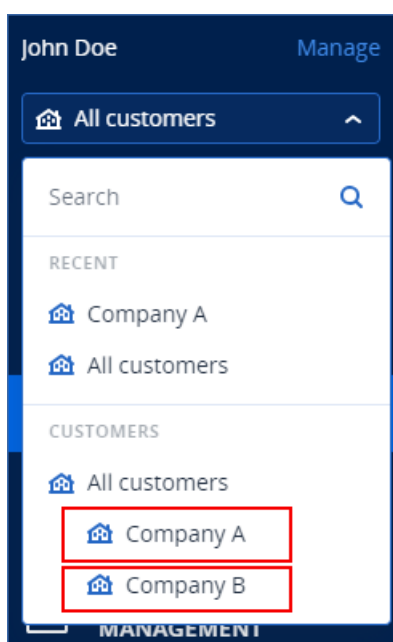 John Doe Manage
All customers
Search
RECENT
Company A
All customers
CUSTOMERS
All customers
Company A
Company B
MANAGEMENT